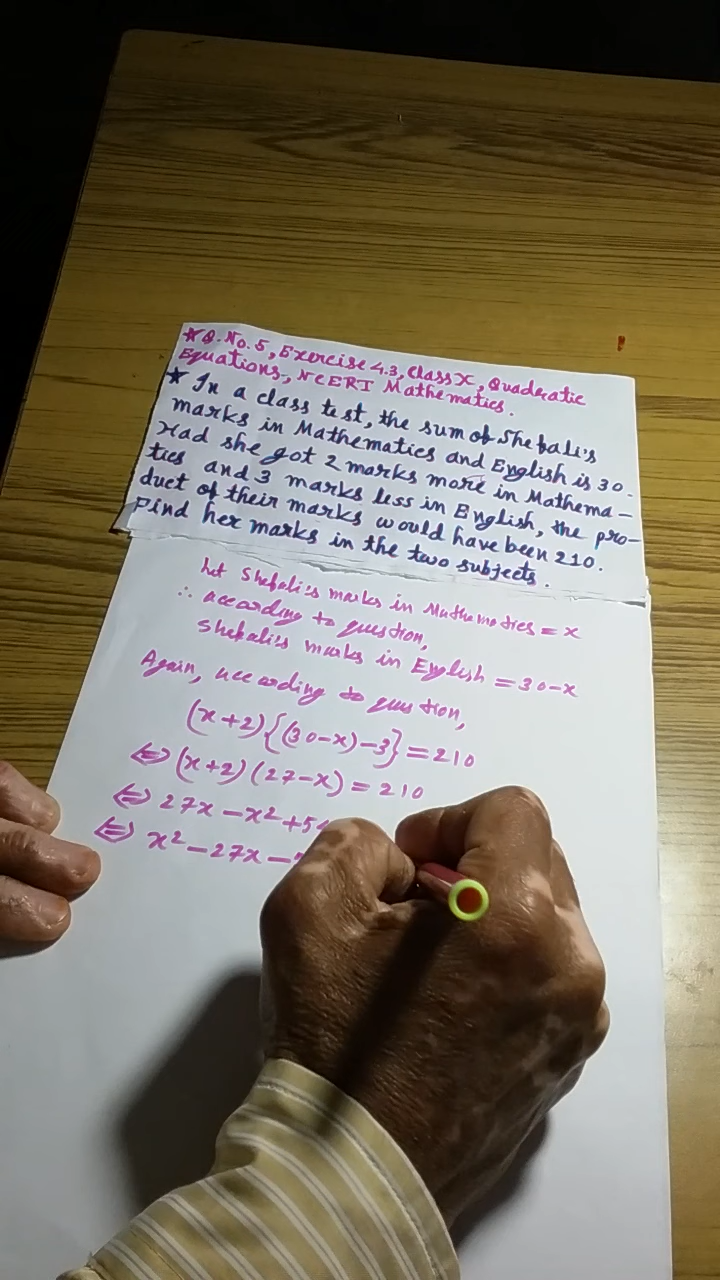 ★Q.No.5, Exercise 4.3, Class X, Quadratic
Equations, NCERT Mathematics.
★ In a class test, the sum of Shefali's
marks in Mathematics and English is 30.
Had she got 2 marks more in Mathema-
tics and 3 marks less in English, the pro-
duct of their marks would have been 210.
Find her marks in the two subjects.
Let Shefali's marks in Mathematics = x
∴ according to question,
Shefali's marks in English = 30-x
Again, according to question,
(x+2){(30-x)-3} = 210
⇔ (x+2)(27-x) = 210
⇔ 27x-x²+5
⇔ x²-27x-